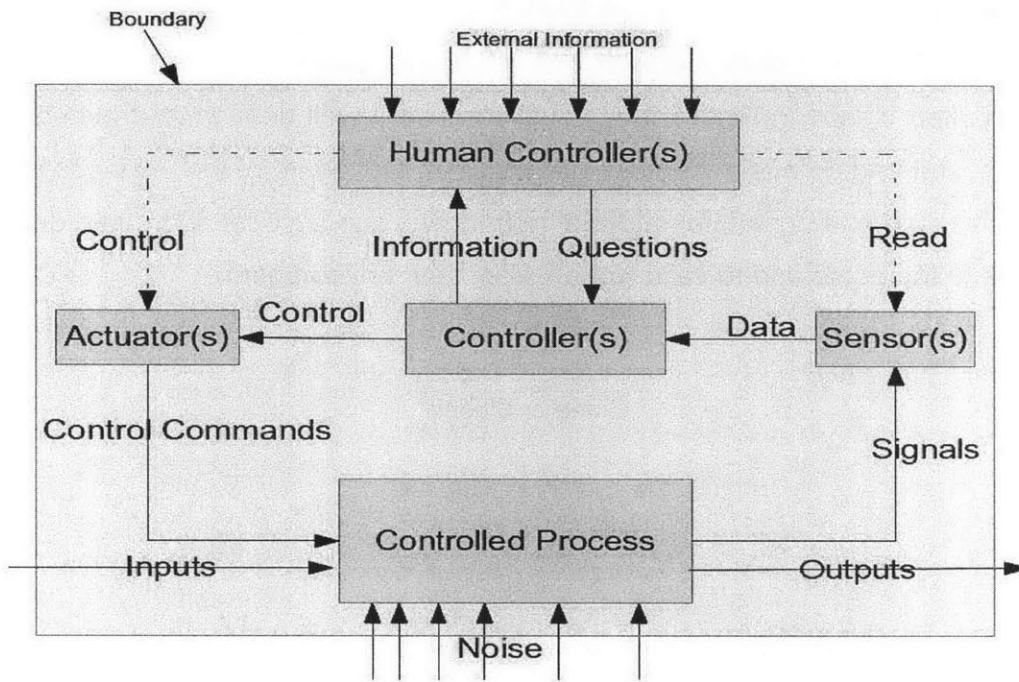 Boundary
External Information
Human Controller(s)
Control
Information
Questions
Read
Actuator(s)
Control
Controller(s)
Data
Sensor(s)
Control Commands
Signals
Controlled Process
Inputs
Outputs
Noise